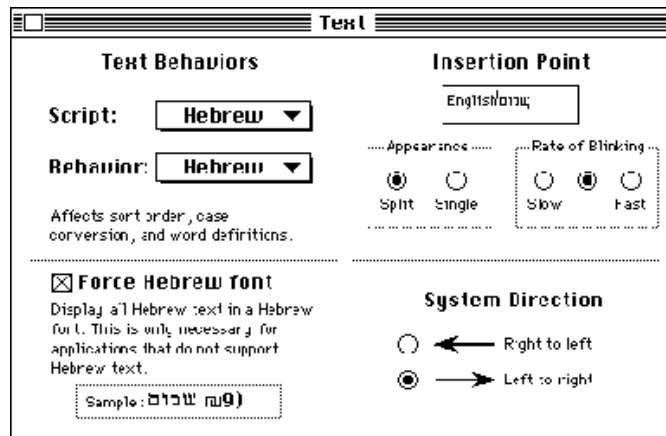 Text
Text Behaviors
Script: Hebrew
Behavior: Hebrew
Affects sort order, case
conversion, and word definitions.
Force Hebrew font
Display all Hebrew text in a Hebrew
font. This is only necessary for
applications that do not support
Hebrew text.
Sample:
Insertion Point
English/
Appearance
Split Single
Rate of Blinking
Slow Fast
System Direction
Right to left
Left to right